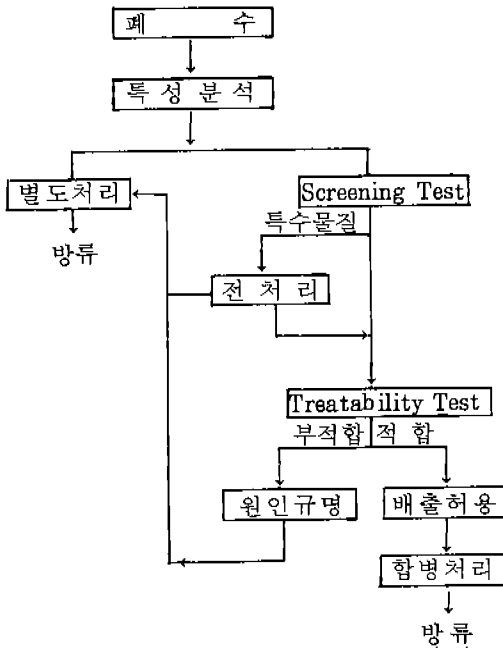 폐 수
특 성 분 석
별도처리
Screening Test
방류
특수물질
전 처 리
Treatability Test
부적합 적 합
원인규명
배출허용
합병처리
방류